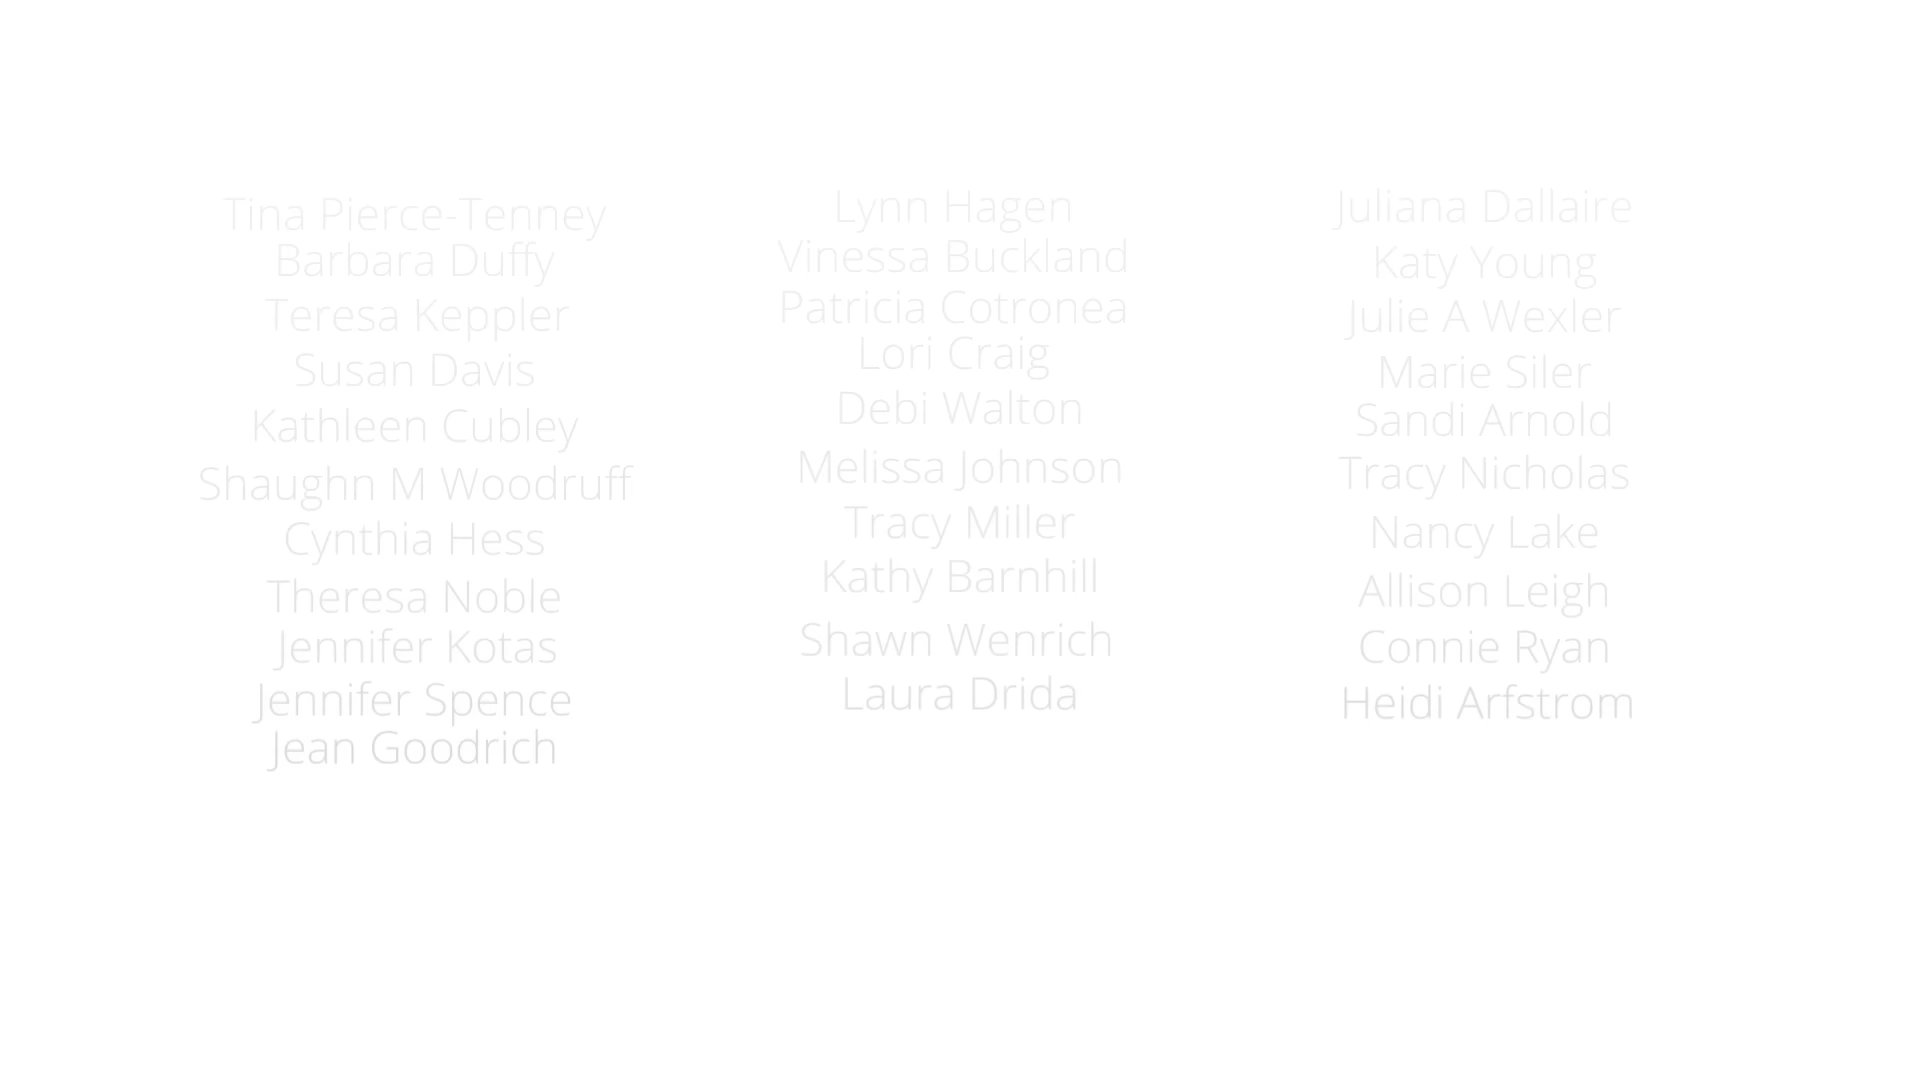 Tina Pierce-Tenney
Barbara Duffy
Teresa Keppler
Susan Davis
Kathleen Cubley
Shaughn M Woodruff
Cynthia Hess
Theresa Noble
Jennifer Kotas
Jennifer Spence
Jean Goodrich
Lynn Hagen
Vinessa Buckland
Patricia Cotronea
Lori Craig
Debi Walton
Melissa Johnson
Tracy Miller
Kathy Barnhill
Shawn Wenrich
Laura Drida
Juliana Dallaire
Katy Young
Julie A Wexler
Marie Siler
Sandi Arnold
Tracy Nicholas
Nancy Lake
Allison Leigh
Connie Ryan
Heidi Arfstrom